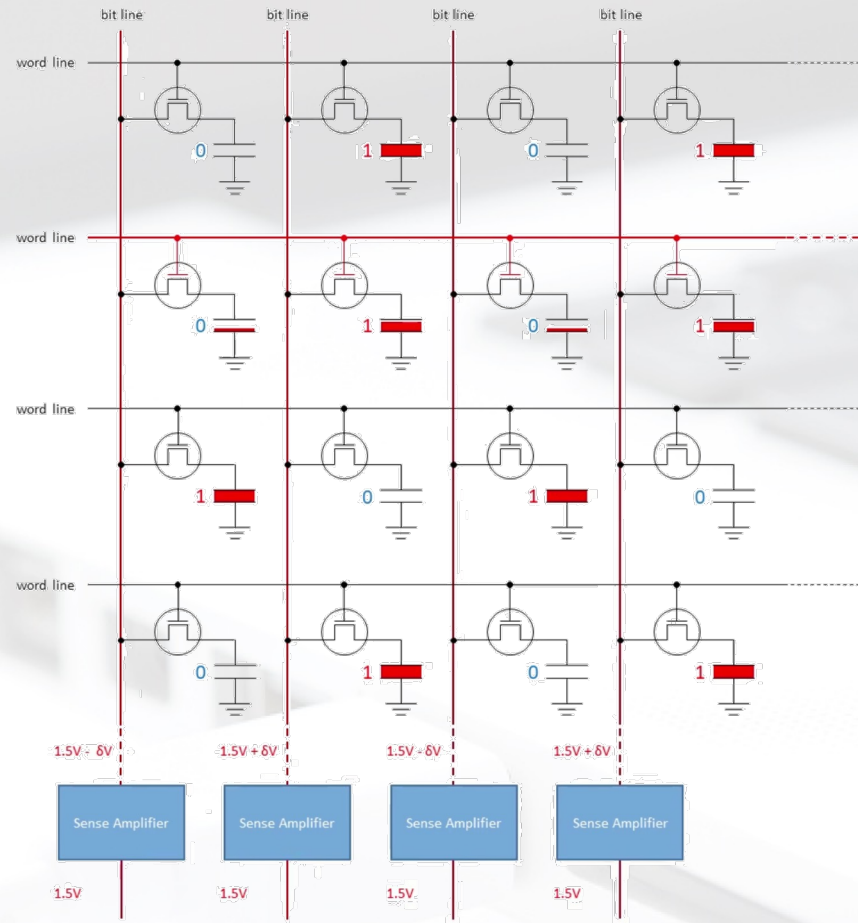 bit line bit line bit line bit line
word line
0 1 0 1
word line
0 1 0 1
word line
1 0 1 0
word line
0 1 0 1
1.5V - δV 1.5V + δV 1.5V - δV 1.5V + δV
Sense Amplifier Sense Amplifier Sense Amplifier Sense Amplifier
1.5V 1.5V 1.5V 1.5V